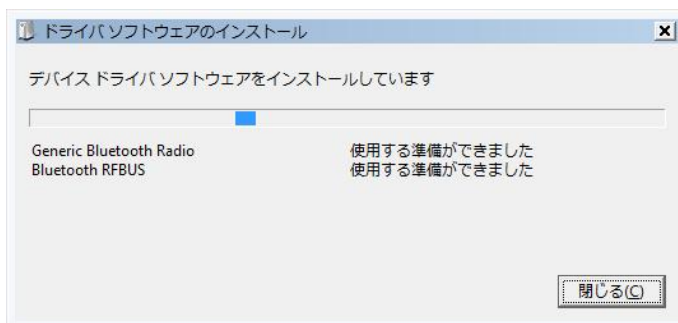 ドライバ ソフトウェアのインストール
デバイス ドライバ ソフトウェアをインストールしています
Generic Bluetooth Radio 使用する準備ができました
Bluetooth RFBUS 使用する準備ができました
閉じる(C)